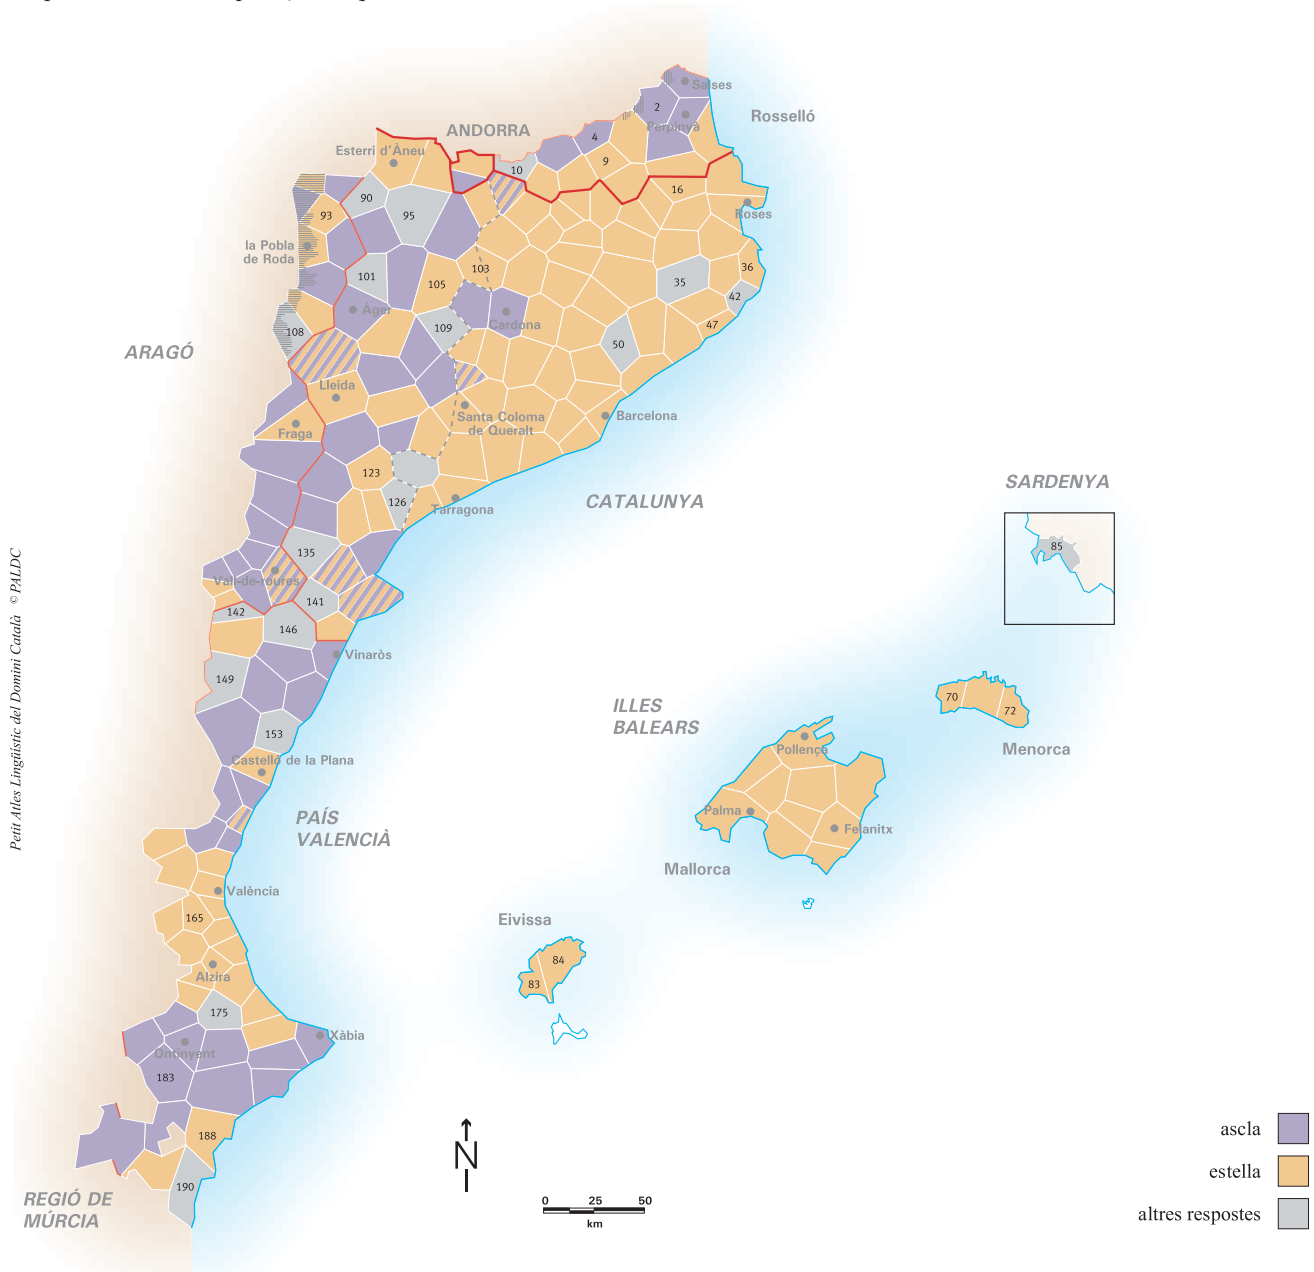 Salses
2
Perpinyà
Rosselló
ANDORRA
4
Esterri d'Àneu
9
10
90
16
93
95
Roses
la Pobla
de Roda
103
36
101
105
35
42
Àger
Cardona
47
108
109
50
ARAGÓ
Lleida
Santa Coloma
de Queralt
Barcelona
Fraga
123
SARDENYA
126
Tarragona
CATALUNYA
135
85
Vall-de-roures
141
142
146
Vinaròs
149
70
72
ILLES
BALEARS
153
Menorca
Pollença
Castelló de la Plana
Palma
PAÍS
VALENCIÀ
Felanitx
Mallorca
València
165
Eivissa
84
Alzira
83
175
Xàbia
Ontinyent
183
188
190
REGIÓ DE
MÚRCIA
N
0 25 50
km
ascla
estella
altres respostes
Petit Atles Lingüístic del Domini Català © PALDC